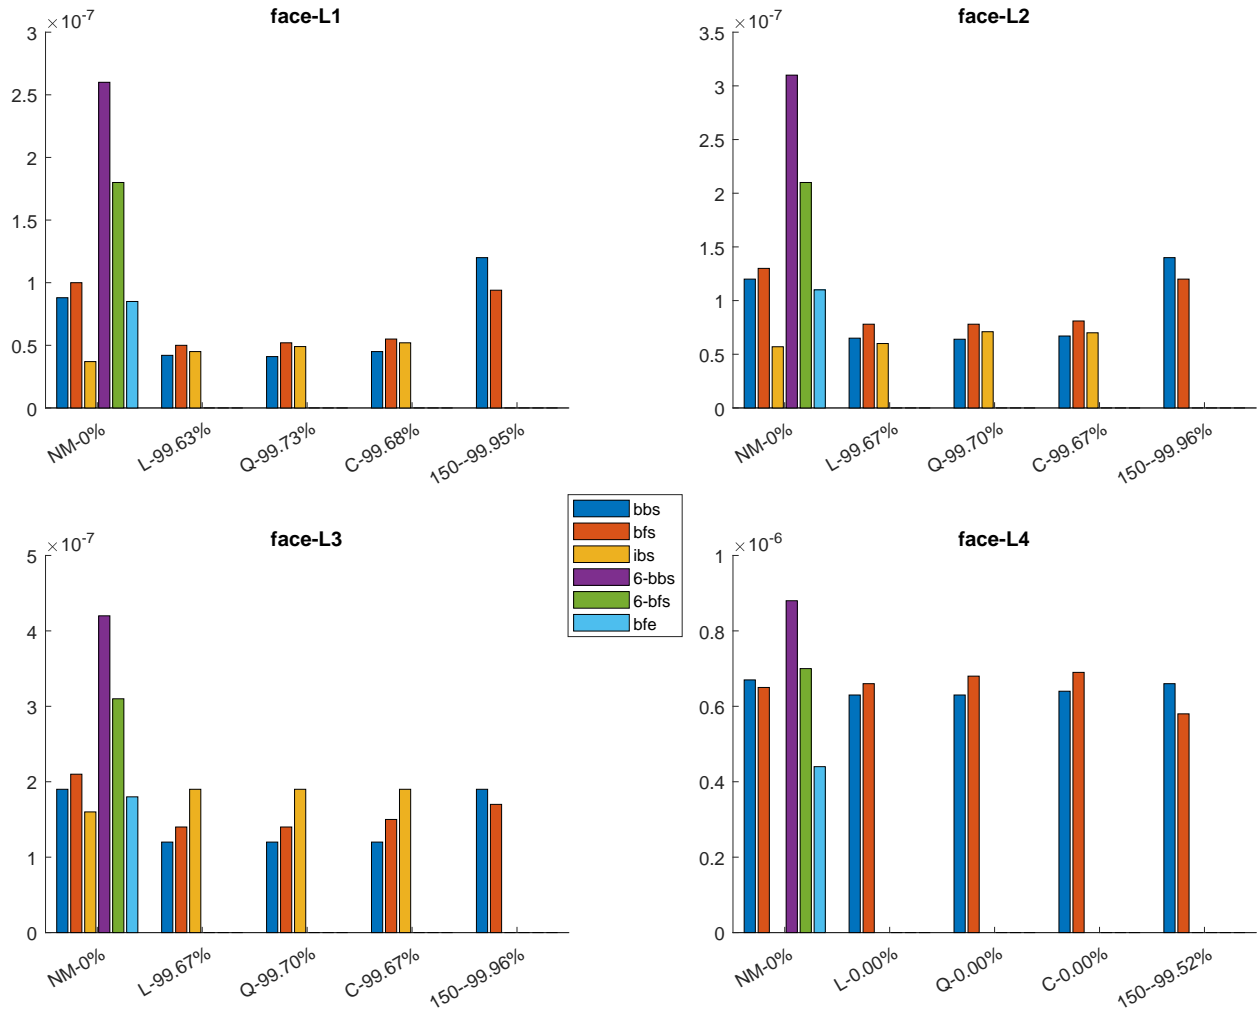 face-L1
×10^-7
3
2.5
2
1.5
1
0.5
0
NM-0%
L-99.63%
Q-99.73%
C-99.68%
150--99.95%
face-L2
×10^-7
3.5
3
2.5
2
1.5
1
0.5
0
NM-0%
L-99.67%
Q-99.70%
C-99.67%
150--99.96%
bbs
bfs
ibs
6-bbs
6-bfs
bfe
face-L3
×10^-7
5
4
3
2
1
0
NM-0%
L-99.67%
Q-99.70%
C-99.67%
150--99.96%
face-L4
×10^-6
1
0.8
0.6
0.4
0.2
0
NM-0%
L-0.00%
Q-0.00%
C-0.00%
150--99.52%